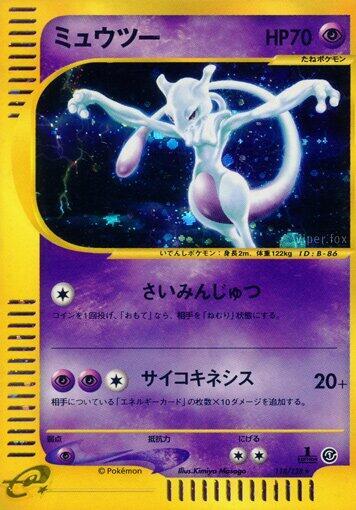 ミュウツー HP70
たねポケモン
viper.fox
いでんしポケモン：身長2m、体重122kg ID:B-86
さいみんじゅつ
コインを1回投げ、「おもて」なら、相手を「ねむり」状態にする。
サイコキネシス 20+
相手についている「エネルギーカード」の枚数×10ダメージを追加する。
弱点 抵抗力 にげる
© Pokémon Illus.Kimiya Masago 1 EDITION
e